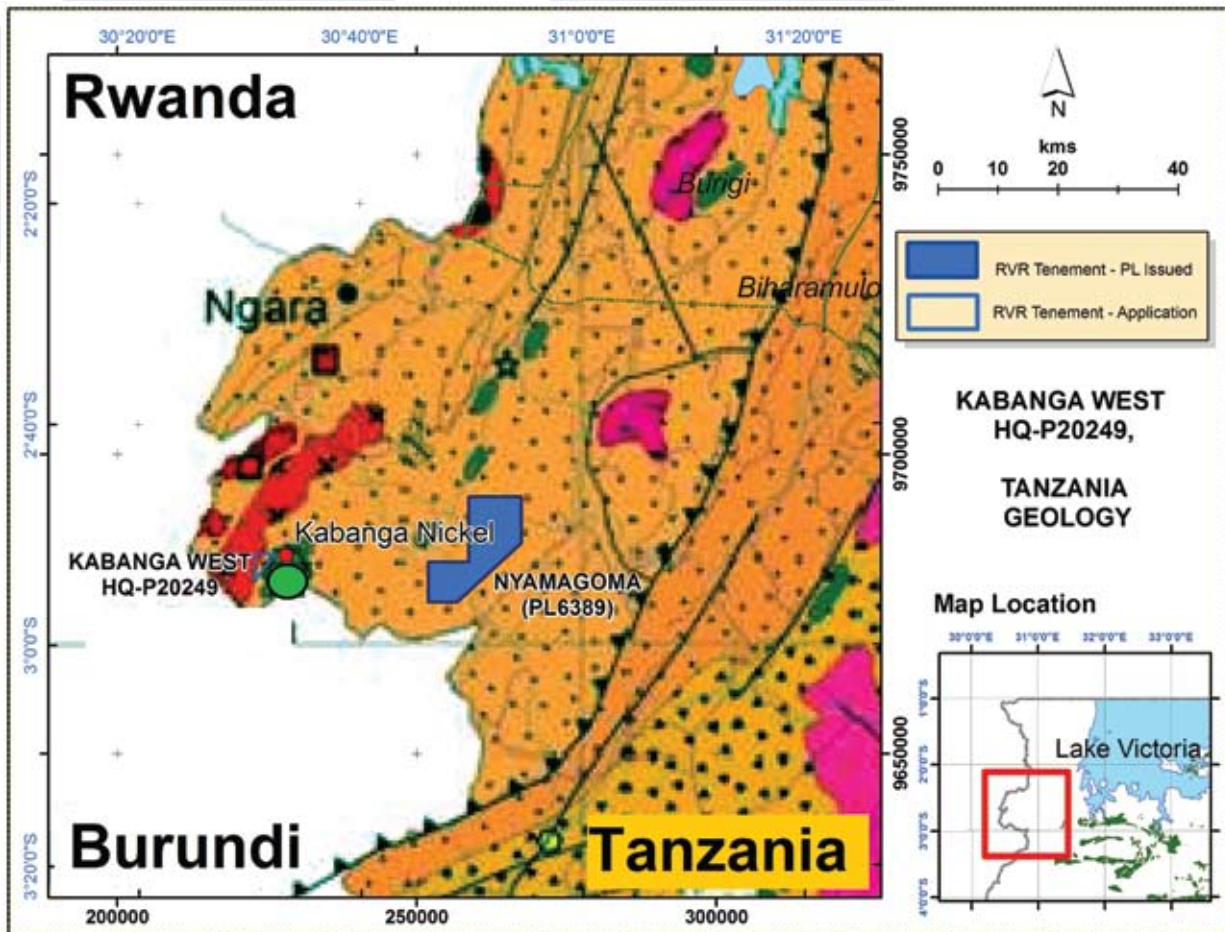 30°20'0"E
30°40'0"E
31°0'0"E
31°20'0"E
Rwanda
Burigi
Biharamulo
Ngara
Kabanga Nickel
KABANGA WEST
HQ-P20249
NYAMAGOMA
(PL6389)
Burundi
Tanzania
2°20'0"S
2°40'0"S
3°0'0"S
3°20'0"S
9750000
9700000
9650000
200000
250000
300000
N
kms
0 10 20 40
RVR Tenement - PL Issued
RVR Tenement - Application
KABANGA WEST
HQ-P20249,
TANZANIA
GEOLOGY
Map Location
30°0'0"E 31°0'0"E 32°0'0"E 33°0'0"E
1°0'0"S
2°0'0"S
3°0'0"S
4°0'0"S
Lake Victoria